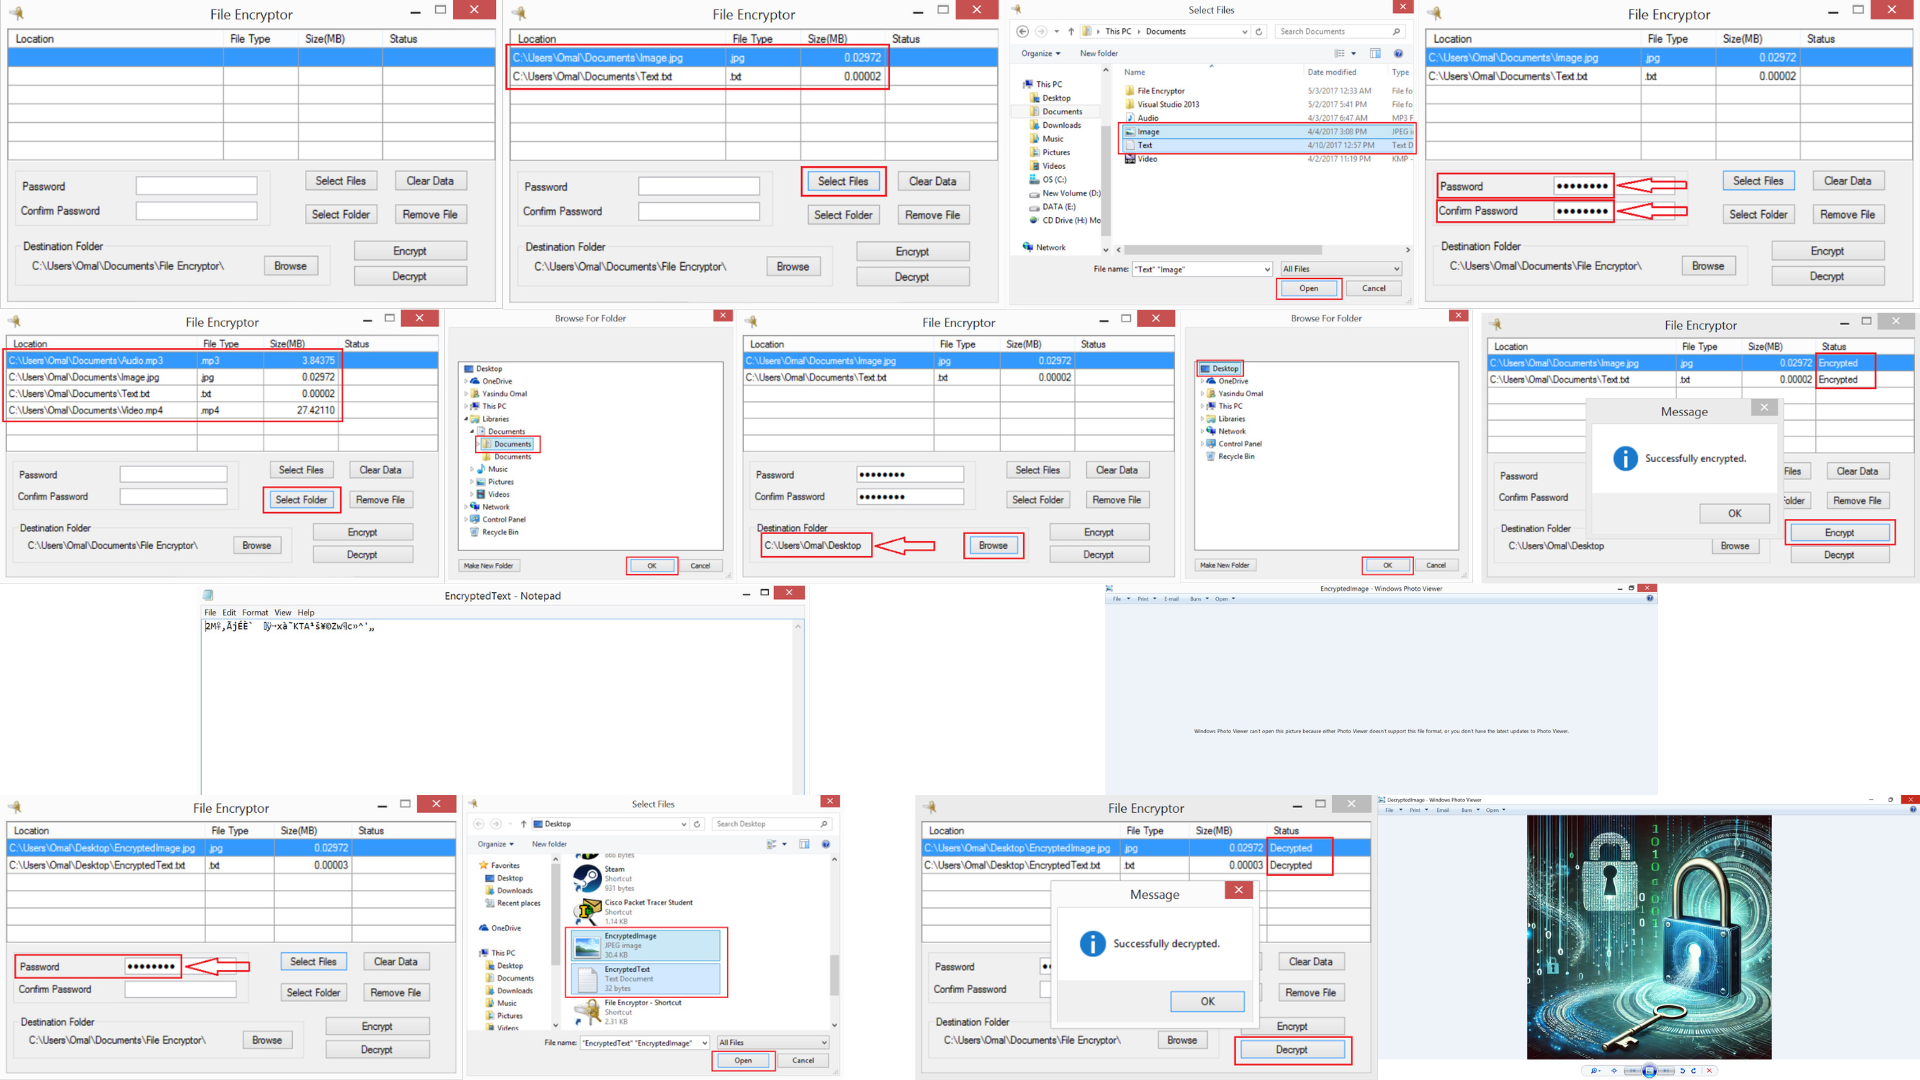 File Encryptor
Location File Type Size(MB) Status
Password
Confirm Password
Select Files Clear Data
Select Folder Remove File
Destination Folder
C:\Users\Omal\Documents\File Encryptor\
Browse
Encrypt
Decrypt
File Encryptor
Location File Type Size(MB) Status
C:\Users\Omal\Documents\Image.jpg .jpg 0.02972
C:\Users\Omal\Documents\Text.txt .txt 0.00002
Password
Confirm Password
Select Files Clear Data
Select Folder Remove File
Destination Folder
C:\Users\Omal\Documents\File Encryptor\
Browse
Encrypt
Decrypt
Select Files
This PC Documents
Search Documents
Organize New folder
Name Date modified Type
This PC
Desktop
Documents
Downloads
Music
Pictures
Videos
OS (C:)
New Volume (D:)
DATA (E:)
CD Drive (H:) Mo
Network
File Encryptor 5/3/2017 12:33 AM File fo
Visual Studio 2013 5/2/2017 5:41 PM File fo
Audio 4/3/2017 6:47 AM MP3 F
Image 4/4/2017 3:08 PM JPEG i
Text 4/10/2017 12:57 PM Text D
Video 4/2/2017 11:19 PM KMP -
File name: "Text" "Image" All Files
Open Cancel
File Encryptor
Location File Type Size(MB) Status
C:\Users\Omal\Documents\Image.jpg .jpg 0.02972
C:\Users\Omal\Documents\Text.txt .txt 0.00002
Password ●●●●●●●●
Confirm Password ●●●●●●●●
Select Files Clear Data
Select Folder Remove File
Destination Folder
C:\Users\Omal\Documents\File Encryptor\
Browse
Encrypt
Decrypt
File Encryptor
Location File Type Size(MB) Status
C:\Users\Omal\Documents\Audio.mp3 .mp3 3.84375
C:\Users\Omal\Documents\Image.jpg .jpg 0.02972
C:\Users\Omal\Documents\Text.txt .txt 0.00002
C:\Users\Omal\Documents\Video.mp4 .mp4 27.42110
Password
Confirm Password
Select Files Clear Data
Select Folder Remove File
Destination Folder
C:\Users\Omal\Documents\File Encryptor\
Browse
Encrypt
Decrypt
Browse For Folder
Desktop
OneDrive
Yasindu Omal
This PC
Libraries
Documents
Documents
Documents
Music
Pictures
Videos
Network
Control Panel
Recycle Bin
Make New Folder OK Cancel
File Encryptor
Location File Type Size(MB) Status
C:\Users\Omal\Documents\Image.jpg .jpg 0.02972
C:\Users\Omal\Documents\Text.txt .txt 0.00002
Password ●●●●●●●●
Confirm Password ●●●●●●●●
Select Files Clear Data
Select Folder Remove File
Destination Folder
C:\Users\Omal\Desktop
Browse
Encrypt
Decrypt
Browse For Folder
Desktop
OneDrive
Yasindu Omal
This PC
Libraries
Network
Control Panel
Recycle Bin
Make New Folder OK Cancel
File Encryptor
Location File Type Size(MB) Status
C:\Users\Omal\Documents\Image.jpg .jpg 0.02972 Encrypted
C:\Users\Omal\Documents\Text.txt .txt 0.00002 Encrypted
Message
Successfully encrypted.
OK
Password
Confirm Password
Files Clear Data
older Remove File
Destination Folder
C:\Users\Omal\Desktop
Browse
Encrypt
Decrypt
EncryptedText - Notepad
File Edit Format View Help
EncryptedImage - Windows Photo Viewer
File Print E-mail Burn Open
Windows Photo Viewer can't open this picture because either Photo Viewer doesn't support this file format, or you don't have the latest updates to Photo Viewer.
File Encryptor
Location File Type Size(MB) Status
C:\Users\Omal\Desktop\EncryptedImage.jpg .jpg 0.02972
C:\Users\Omal\Desktop\EncryptedText.txt .txt 0.00003
Password ●●●●●●●●
Confirm Password
Select Files Clear Data
Select Folder Remove File
Destination Folder
C:\Users\Omal\Documents\File Encryptor\
Browse
Encrypt
Decrypt
Select Files
Desktop
Search Desktop
Organize New folder
Favorites
Desktop
Downloads
Recent places
OneDrive
This PC
Desktop
Documents
Downloads
Music
Pictures
Videos
Steam
Shortcut
931 bytes
Cisco Packet Tracer Student
Shortcut
1.14 KB
EncryptedImage
JPEG image
30.4 KB
EncryptedText
Text Document
32 bytes
File Encryptor - Shortcut
Shortcut
2.31 KB
File name: "EncryptedText" "EncryptedImage" All Files
Open Cancel
File Encryptor
Location File Type Size(MB) Status
C:\Users\Omal\Desktop\EncryptedImage.jpg .jpg 0.02972 Decrypted
C:\Users\Omal\Desktop\EncryptedText.txt .txt 0.00003 Decrypted
Message
Successfully decrypted.
OK
Password
Confirm Password
Clear Data
Remove File
Destination Folder
C:\Users\Omal\Documents\File Encryptor\
Browse
Encrypt
Decrypt
DecryptedImage - Windows Photo Viewer
File Print Email Burn Open